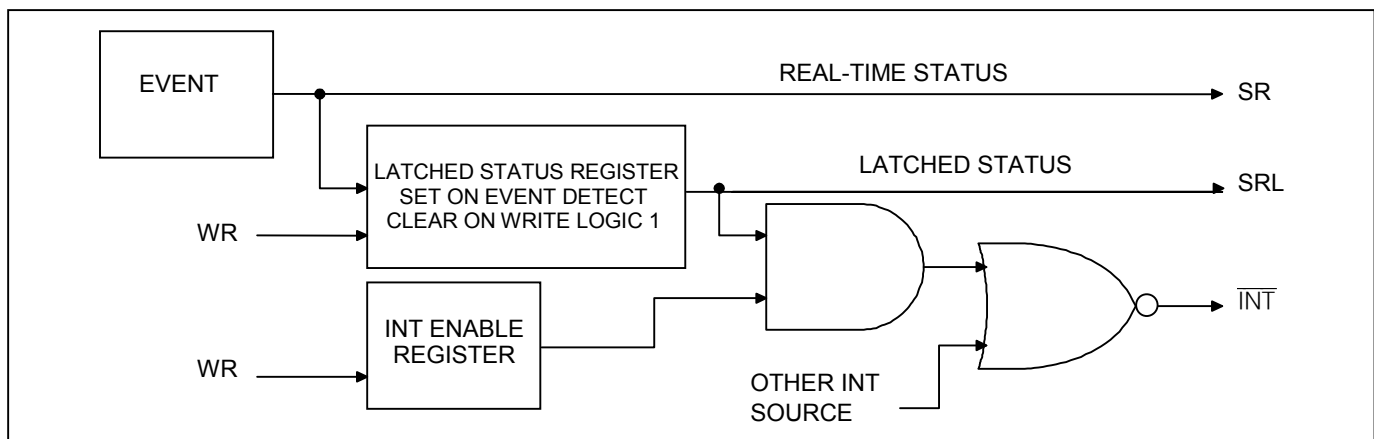 EVENT
REAL-TIME STATUS
SR
LATCHED STATUS REGISTER
SET ON EVENT DETECT
CLEAR ON WRITE LOGIC 1
LATCHED STATUS
SRL
WR
INT ENABLE
REGISTER
WR
INT
OTHER INT
SOURCE